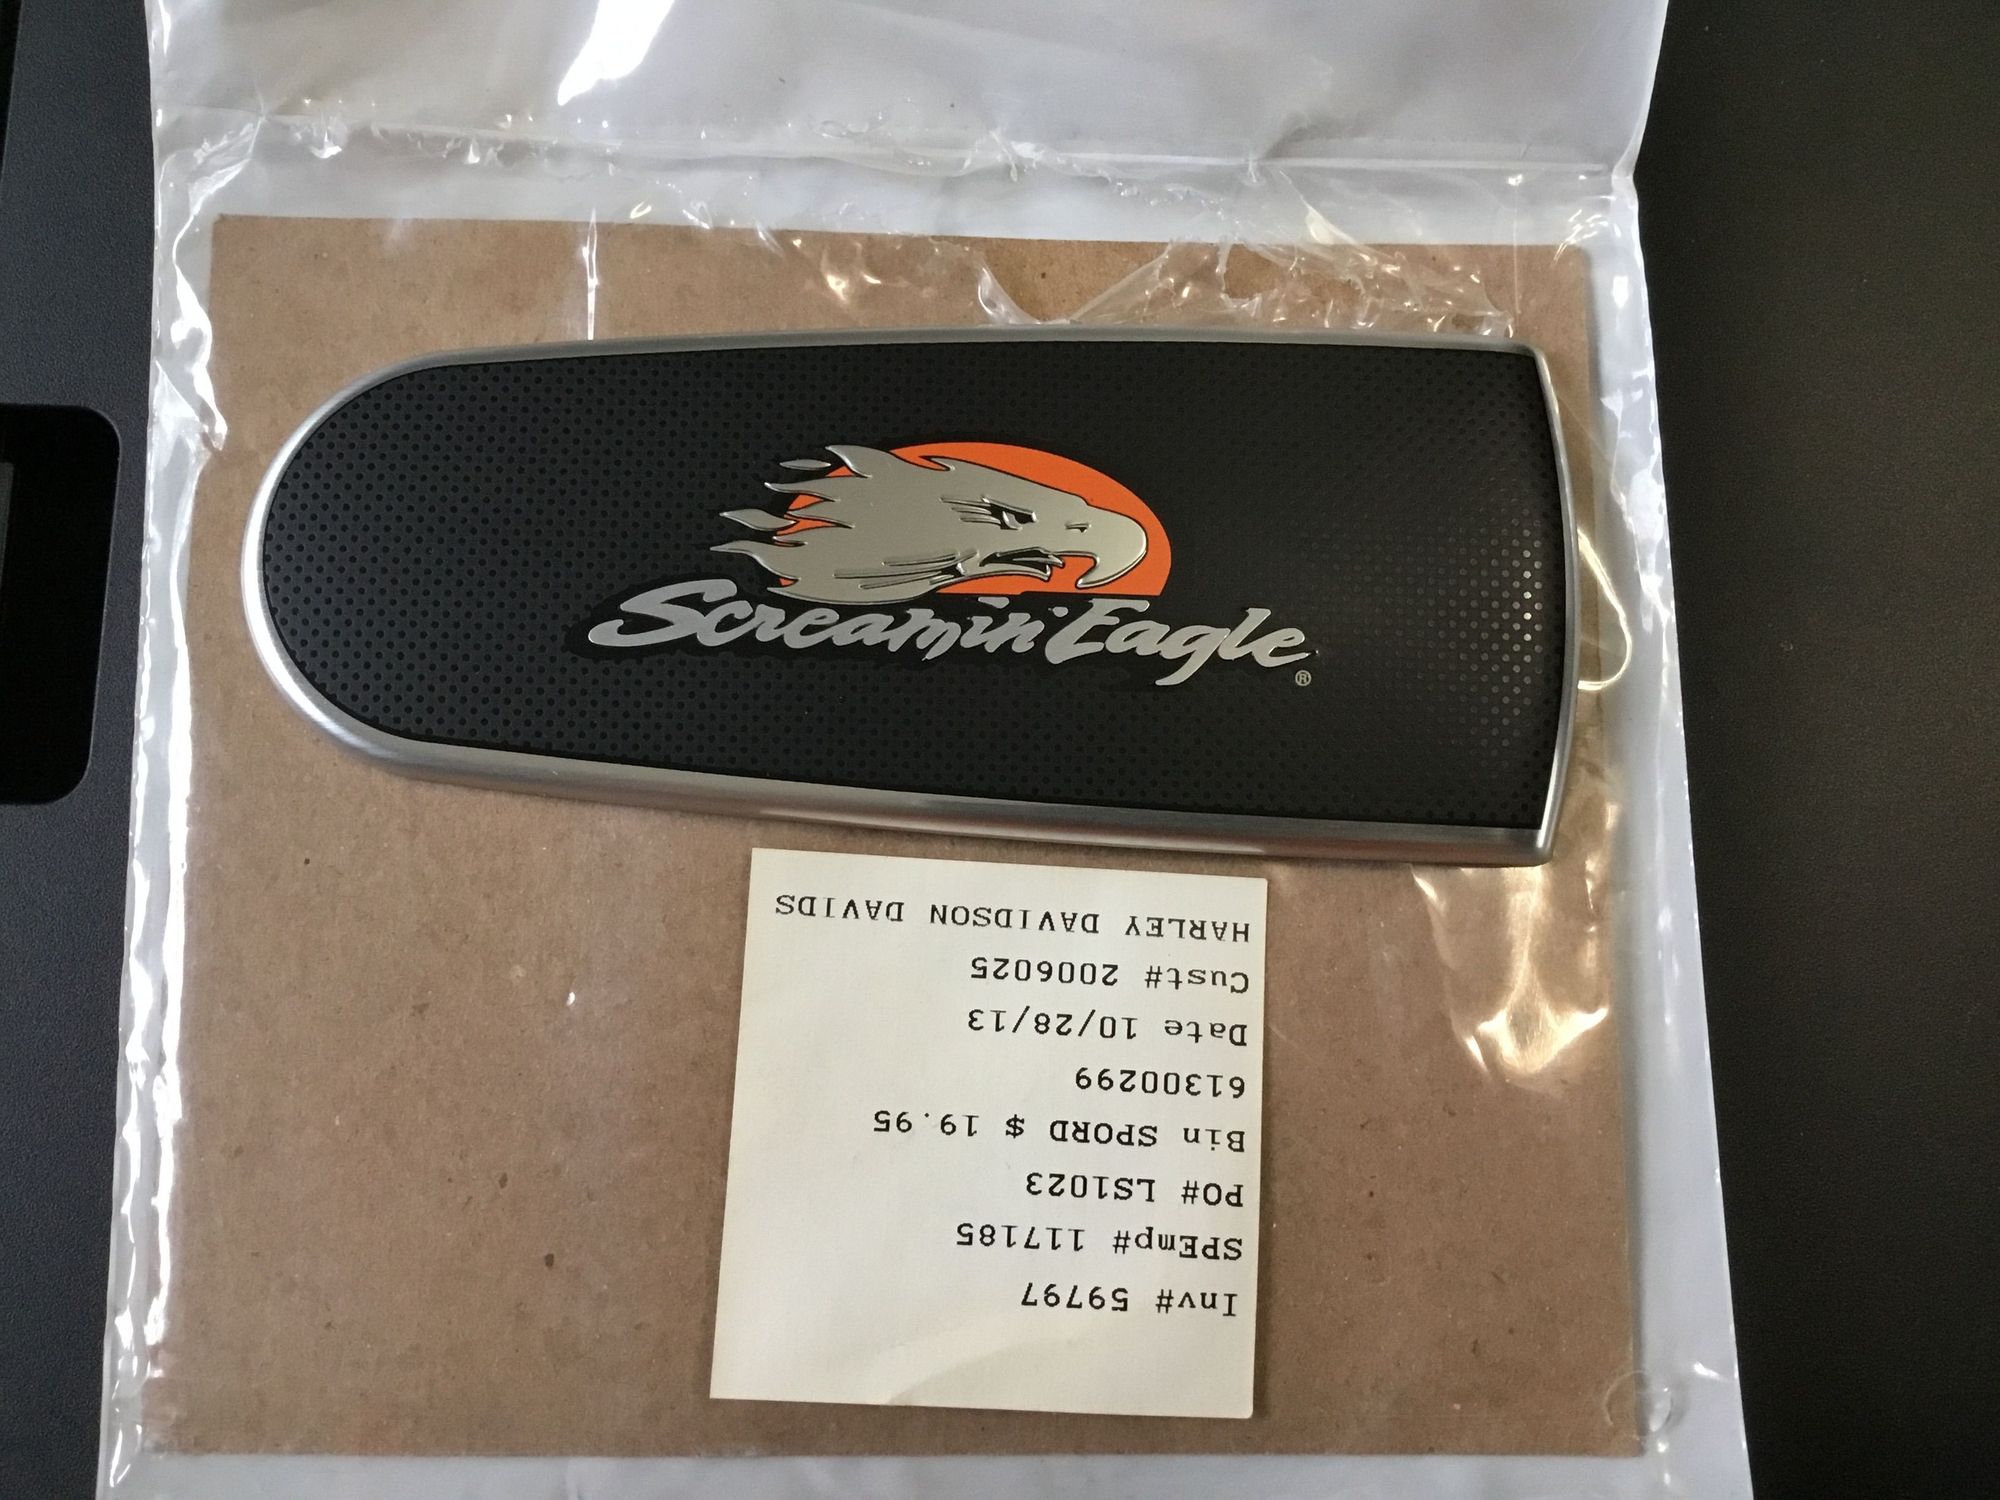 Screamin' Eagle ®
HARLEY DAVIDSON DAVIDS
Cust# 2006025
Date 10/28/13
61300299
Bin SPORD $ 19.95
PO# LS1023
SPEmp# 117185
Inv# 59797